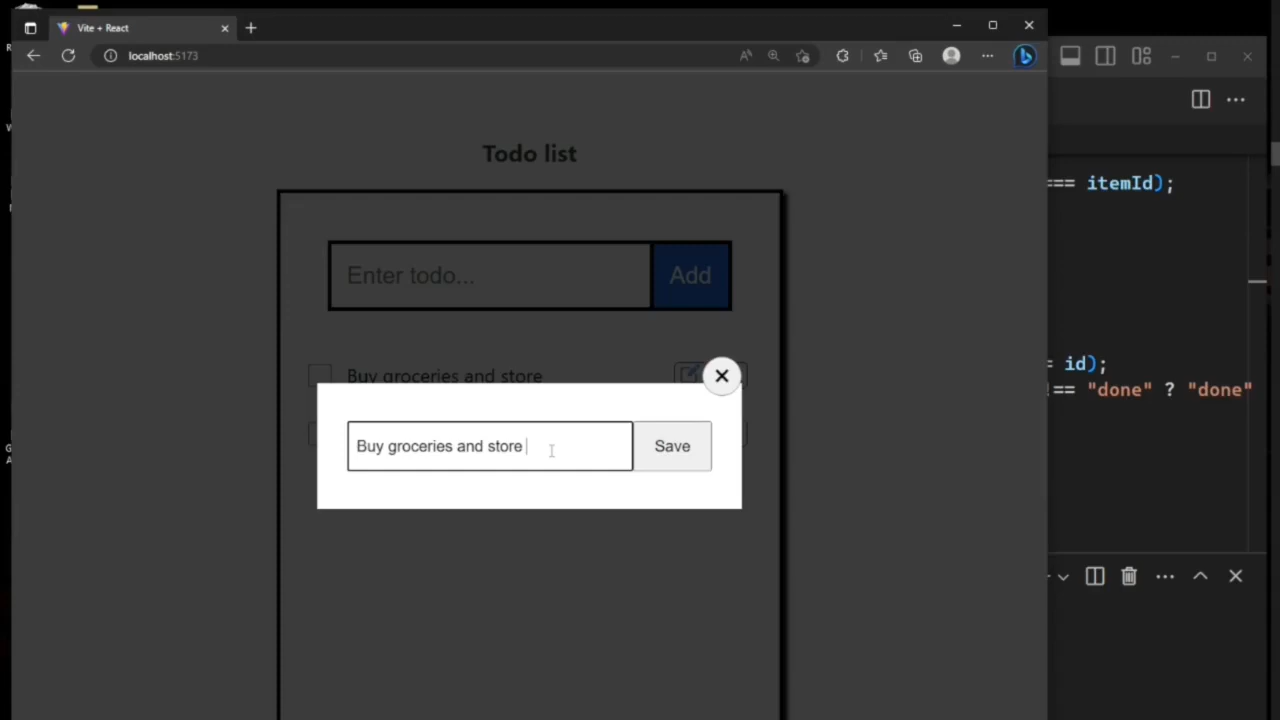 Vite + React
localhost:5173
Todo list
Enter todo...
Add
Buy groceries and store
Buy groceries and store
Save
=== itemId);
= id);
!== "done" ? "done"